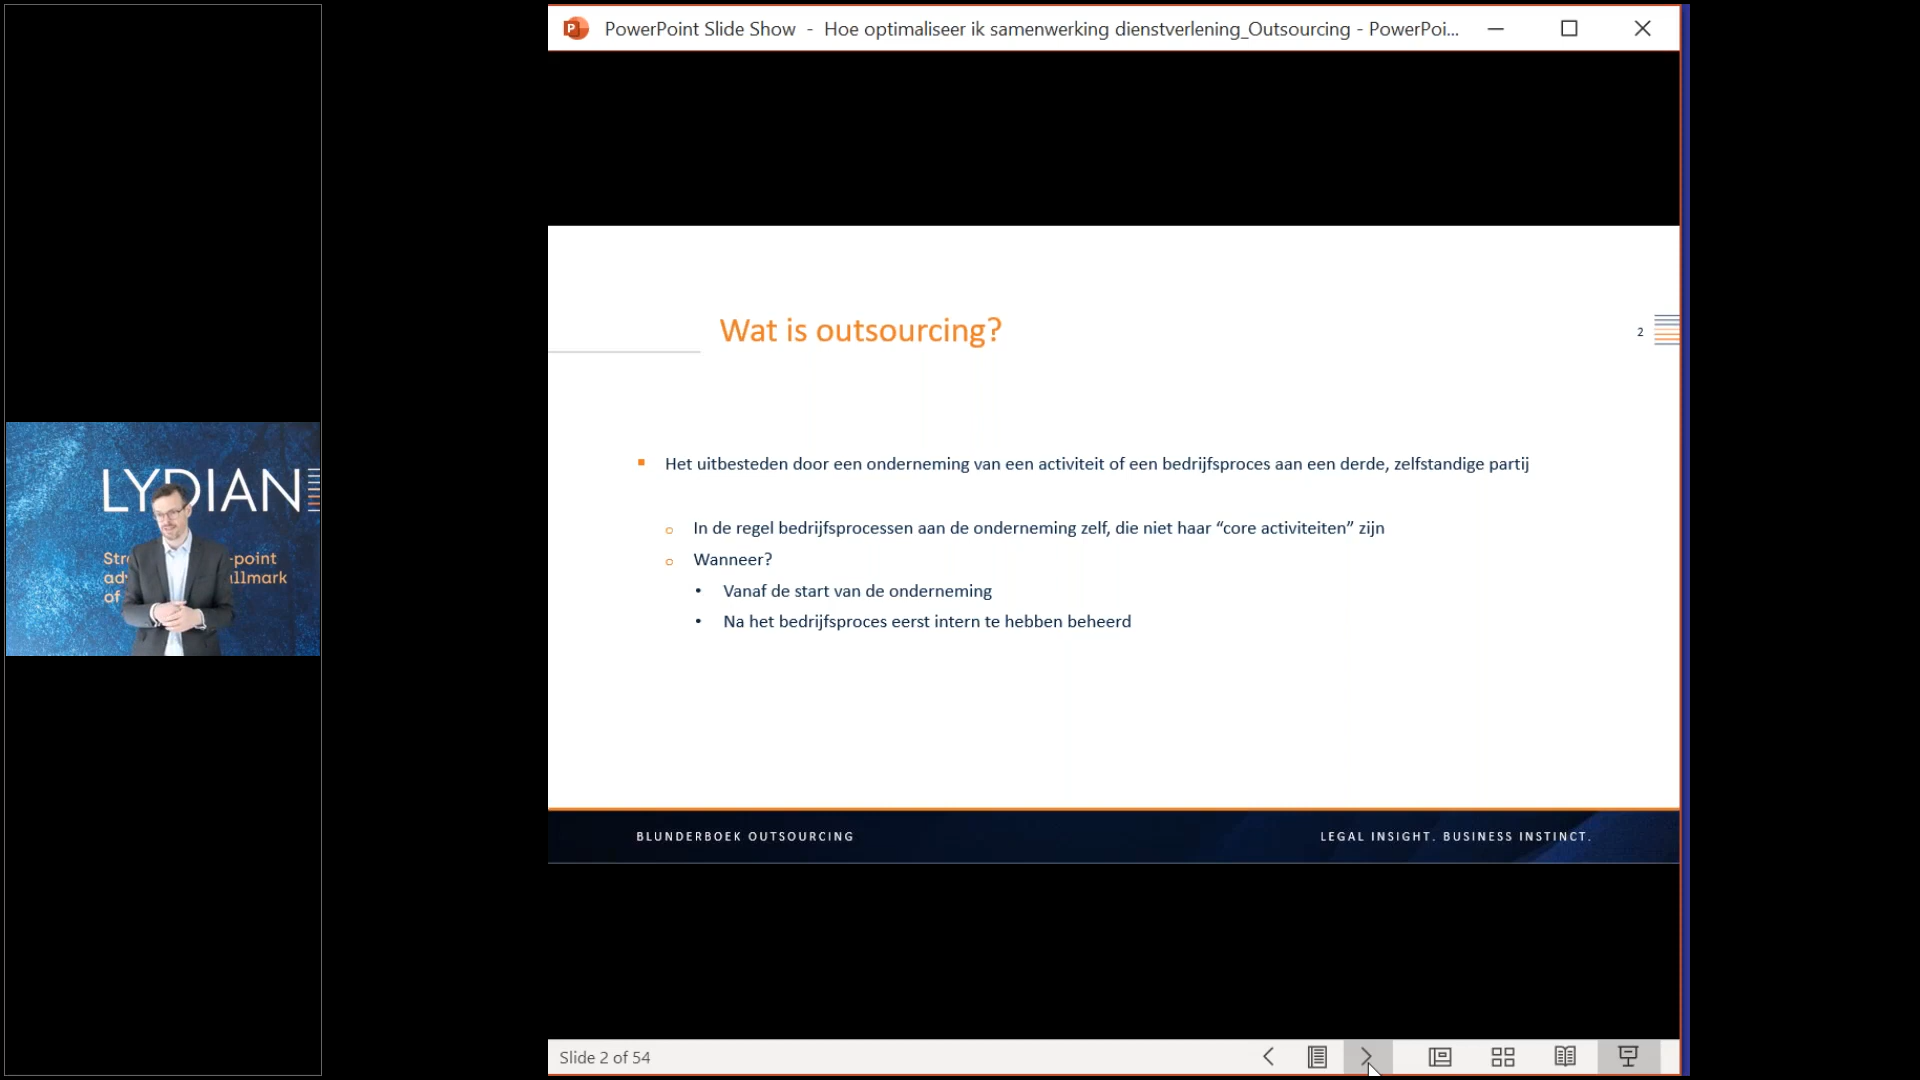 PowerPoint Slide Show - Hoe optimaliseer ik samenwerking dienstverlening_Outsourcing - PowerPoi...
LYDIAN
-point
allmark
of
Wat is outsourcing?
2
Het uitbesteden door een onderneming van een activiteit of een bedrijfsproces aan een derde, zelfstandige partij
In de regel bedrijfsprocessen aan de onderneming zelf, die niet haar “core activiteiten” zijn
Wanneer?
Vanaf de start van de onderneming
Na het bedrijfsproces eerst intern te hebben beheerd
BLUNDERBOEK OUTSOURCING
LEGAL INSIGHT. BUSINESS INSTINCT.
Slide 2 of 54